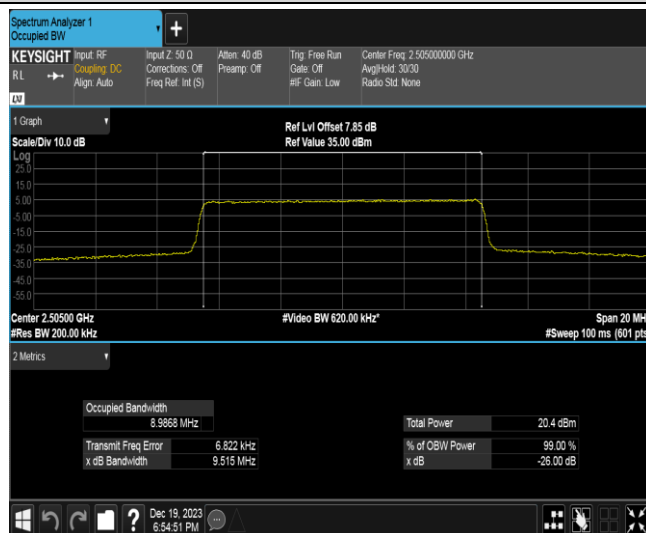 Spectrum Analyzer 1
Occupied BW
+
KEYSIGHT Input: RF Input Z: 50 Ω Atten: 40 dB Trig: Free Run Center Freq: 2.505000000 GHz
RL Coupling: DC Corrections: Off Preamp: Off Gate: Off Avg|Hold: 30/30
Align: Auto Freq Ref: Int (S) #IF Gain: Low Radio Std: None
LXI
1 Graph
Ref Lvl Offset 7.85 dB
Scale/Div 10.0 dB Ref Value 35.00 dBm
Log
25.0
15.0
5.00
-5.00
-15.0
-25.0
-35.0
-45.0
-55.0
Center 2.50500 GHz #Video BW 620.00 kHz* Span 20 MH
#Res BW 200.00 kHz #Sweep 100 ms (601 pts
2 Metrics
Occupied Bandwidth
8.9868 MHz Total Power 20.4 dBm
Transmit Freq Error 6.822 kHz % of OBW Power 99.00 %
x dB Bandwidth 9.515 MHz x dB -26.00 dB
? Dec 19, 2023
6:54:51 PM